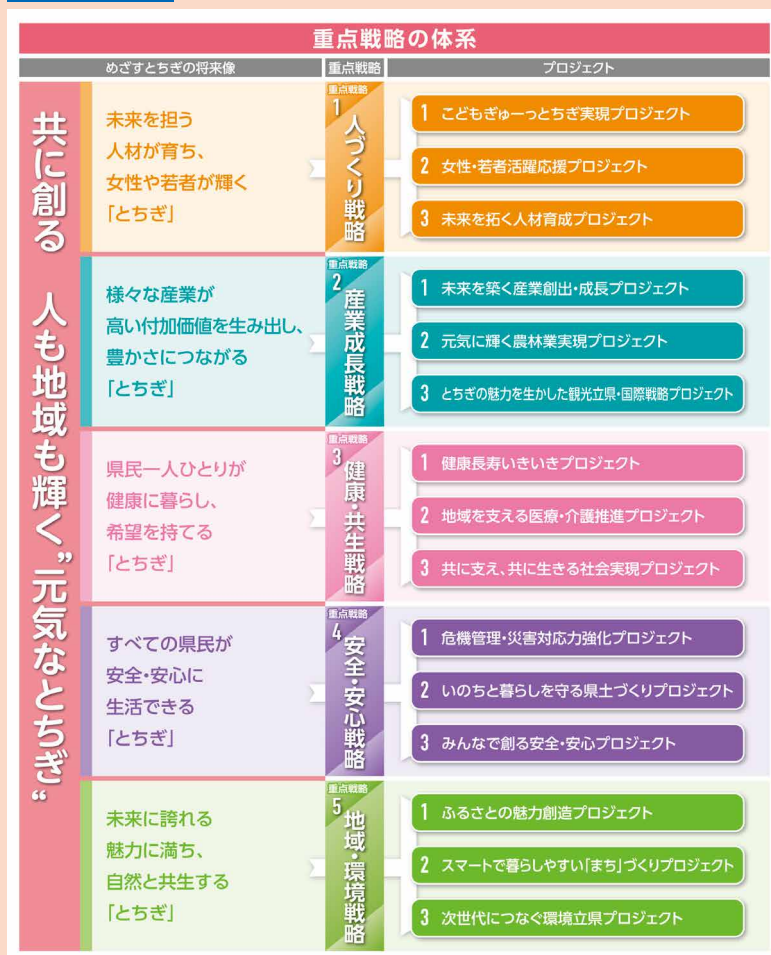 重点戦略の体系
めざすとちぎの将来像
重点戦略
プロジェクト
共に創る 人も地域も輝く”元気なとちぎ“
未来を担う
人材が育ち、
女性や若者が輝く
「とちぎ」
重点戦略
1
人づくり戦略
1 こどもぎゅーっとちぎ実現プロジェクト
2 女性・若者活躍応援プロジェクト
3 未来を拓く人材育成プロジェクト
様々な産業が
高い付加価値を生み出し、
豊かさにつながる
「とちぎ」
重点戦略
2
産業成長戦略
1 未来を築く産業創出・成長プロジェクト
2 元気に輝く農林業実現プロジェクト
3 とちぎの魅力を生かした観光立県・国際戦略プロジェクト
県民一人ひとりが
健康に暮らし、
希望を持てる
「とちぎ」
重点戦略
3
健康・共生戦略
1 健康長寿いきいきプロジェクト
2 地域を支える医療・介護推進プロジェクト
3 共に支え、共に生きる社会実現プロジェクト
すべての県民が
安全・安心に
生活できる
「とちぎ」
重点戦略
4
安全・安心戦略
1 危機管理・災害対応力強化プロジェクト
2 いのちと暮らしを守る県土づくりプロジェクト
3 みんなで創る安全・安心プロジェクト
未来に誇れる
魅力に満ち、
自然と共生する
「とちぎ」
重点戦略
5
地域・環境戦略
1 ふるさとの魅力創造プロジェクト
2 スマートで暮らしやすい「まち」づくりプロジェクト
3 次世代につなぐ環境立県プロジェクト